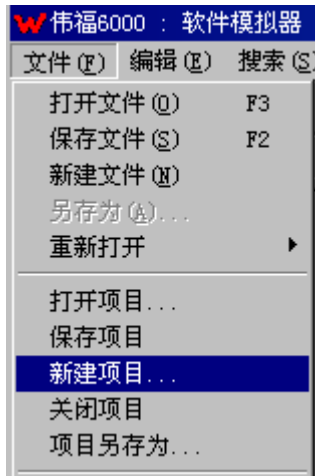 伟福6000 : 软件模拟器
文件(F) 编辑(E) 搜索(S)
打开文件(O) F3
保存文件(S) F2
新建文件(N)
另存为(A)...
重新打开
打开项目...
保存项目
新建项目...
关闭项目
项目另存为...